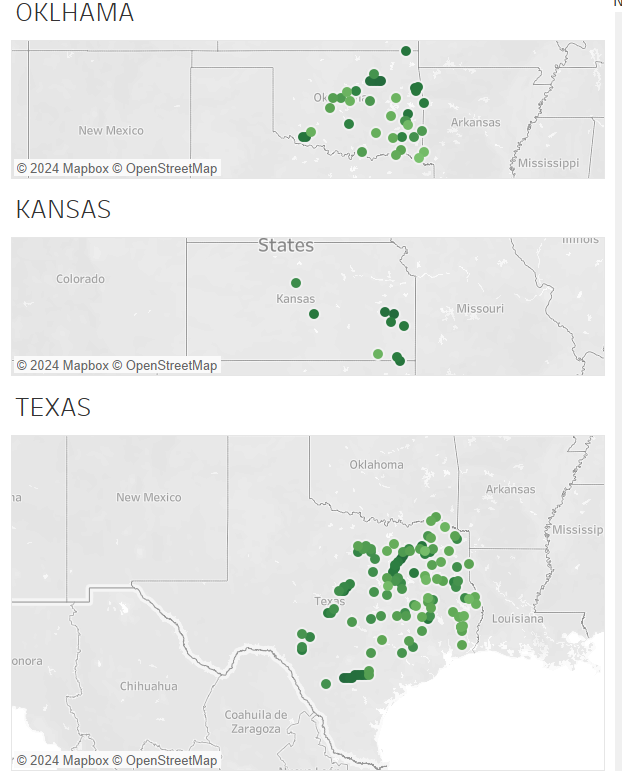 N
OKLHAMA
New Mexico
Arkansas
Mississippi
© 2024 Mapbox © OpenStreetMap
KANSAS
States
Illinois
Colorado
Kansas
Missouri
© 2024 Mapbox © OpenStreetMap
TEXAS
Oklahoma
Arkansas
na
New Mexico
Mississip
Texas
Louisiana
onora
Chihuahua
Coahuila de
Zaragoza
© 2024 Mapbox © OpenStreetMap